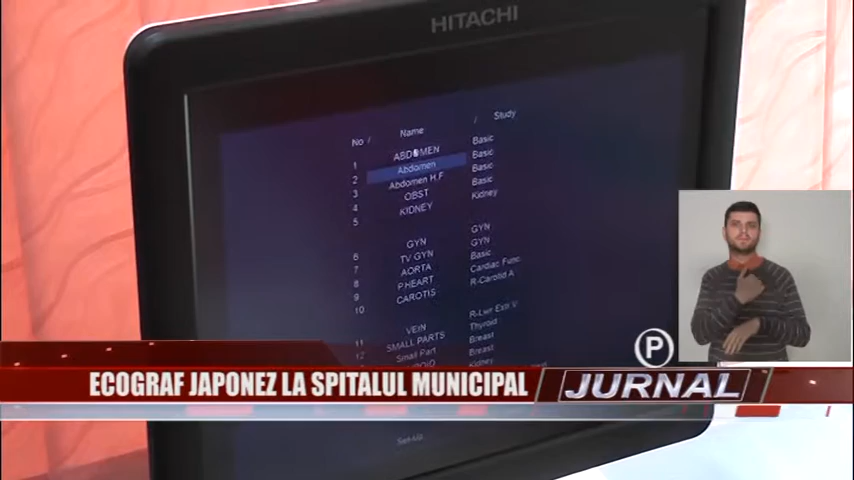 HITACHI
No / Name / Study
1 ABDOMEN Basic
2 Abdomen Basic
3 Abdomen H.F Basic
4 OBST Basic
5 KIDNEY Kidney
6 GYN GYN
7 TV GYN GYN
8 AORTA Basic
9 P.HEART Cardiac Func
10 CAROTIS R-Carotid A
11 VEIN R-Lwr Extr V
12 SMALL PARTS Thyroid
Small Part Breast
Breast
Kidney
P
ECOGRAF JAPONEZ LA SPITALUL MUNICIPAL
JURNAL